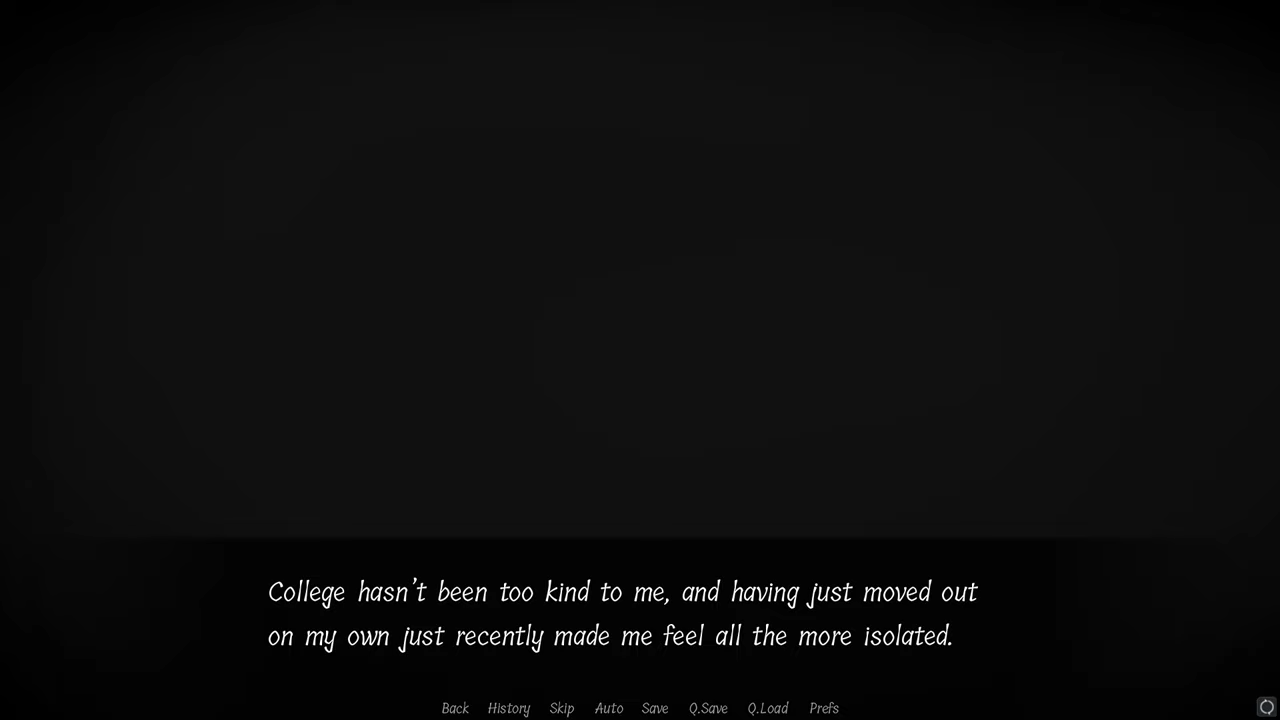 College hasn't been too kind to me, and having just moved out
on my own just recently made me feel all the more isolated.
Back History Skip Auto Save Q.Save Q.Load Prefs